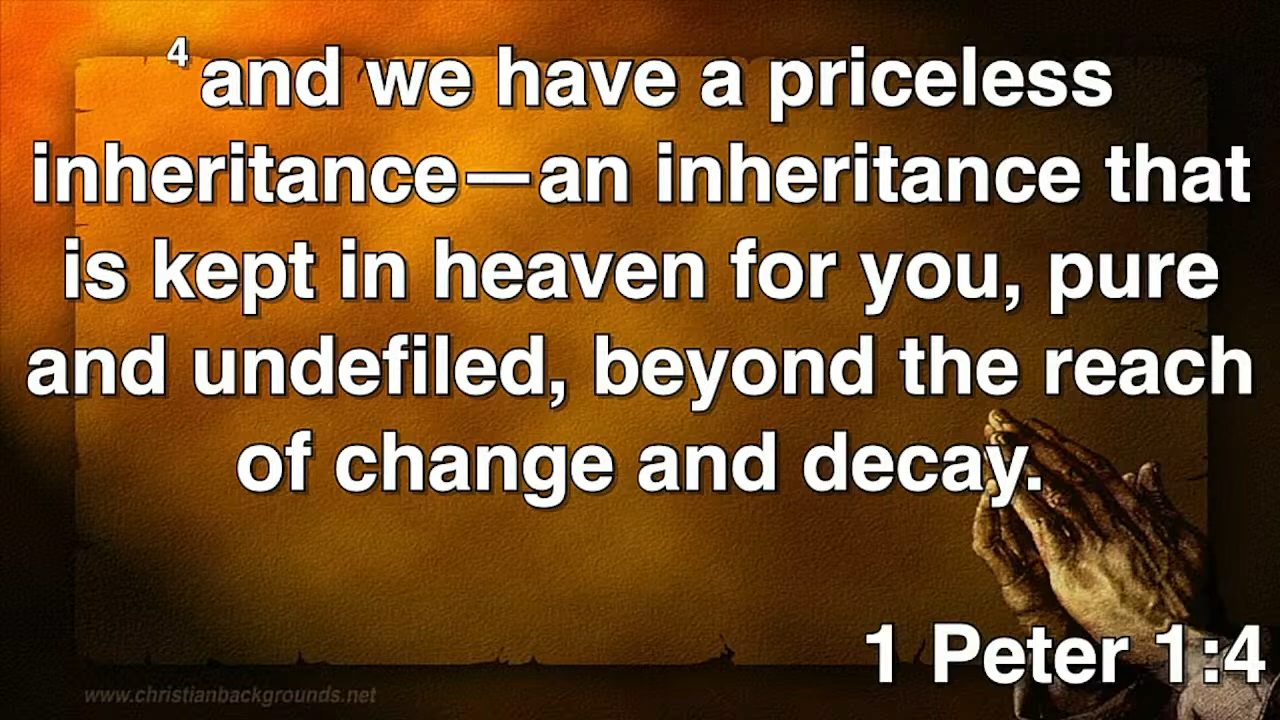 4 and we have a priceless
inheritance—an inheritance that
is kept in heaven for you, pure
and undefiled, beyond the reach
of change and decay.
1 Peter 1:4
www.christianbackgrounds.net